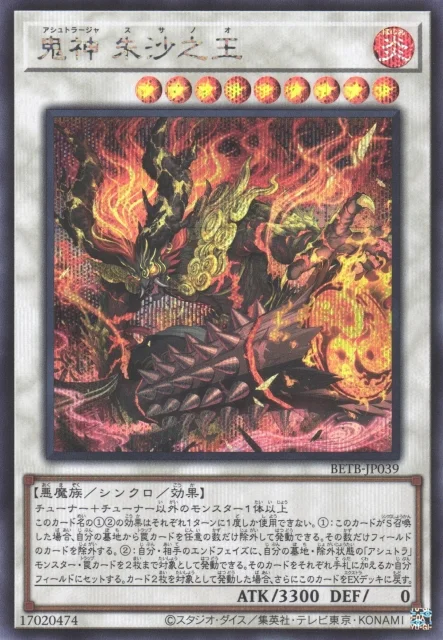 アシュトラージャ スサノオ
鬼神 朱沙之王
炎
BETB-JP039
【悪魔族／シンクロ／効果】
チューナー＋チューナー以外のモンスター1体以上
このカード名の①②の効果はそれぞれ1ターンに1度しか使用できない。①：このカードがS召喚
した場合、自分の墓地から罠カードを任意の数だけ除外して発動できる。その数だけフィールド
のカードを除外する。②：自分・相手のエンドフェイズに、自分の墓地・除外状態の「アシュトラ」
モンスター・罠カードを2枚まで対象として発動できる。そのカードをそれぞれ手札に加えるか自分
フィールドにセットする。カード2枚を対象として発動した場合、さらにこのカードをEXデッキに戻す。
ATK/3300 DEF/ 0
17020474
©スタジオ・ダイス／集英社・テレビ東京・KONAMI